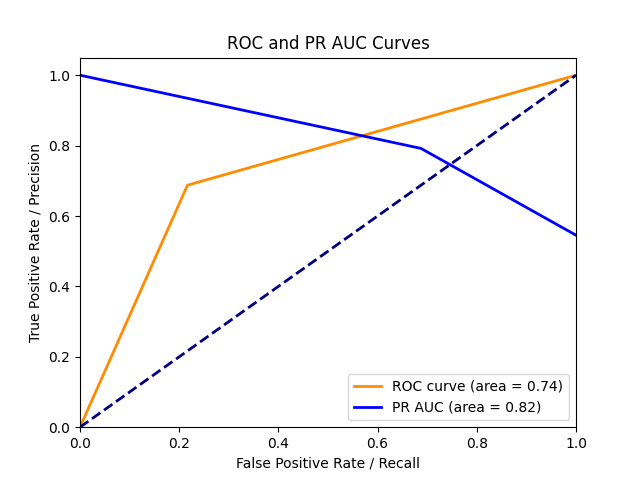 ROC and PR AUC Curves
True Positive Rate / Precision
1.0
0.8
0.6
0.4
0.2
0.0
ROC curve (area = 0.74)
PR AUC (area = 0.82)
0.0 0.2 0.4 0.6 0.8 1.0
False Positive Rate / Recall